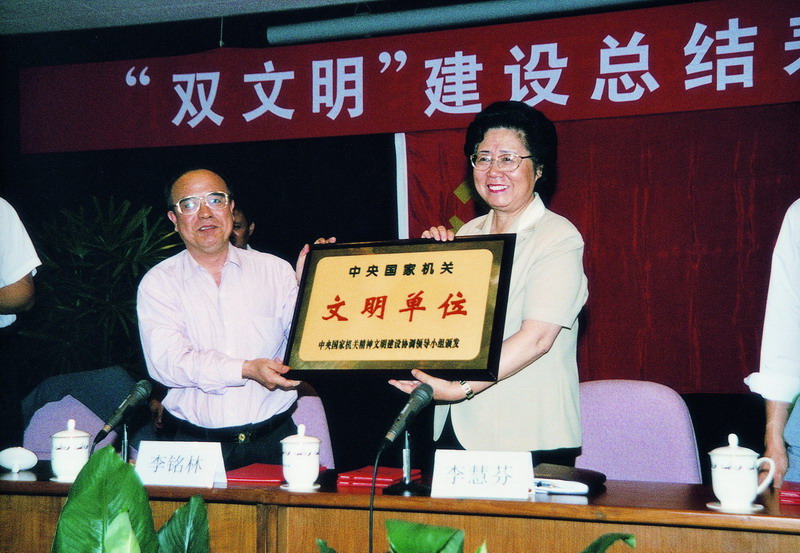 “双文明”建设总结表
中央国家机关
文明单位
中央国家机关精神文明建设协调领导小组颁发
李铭林
李慧芬